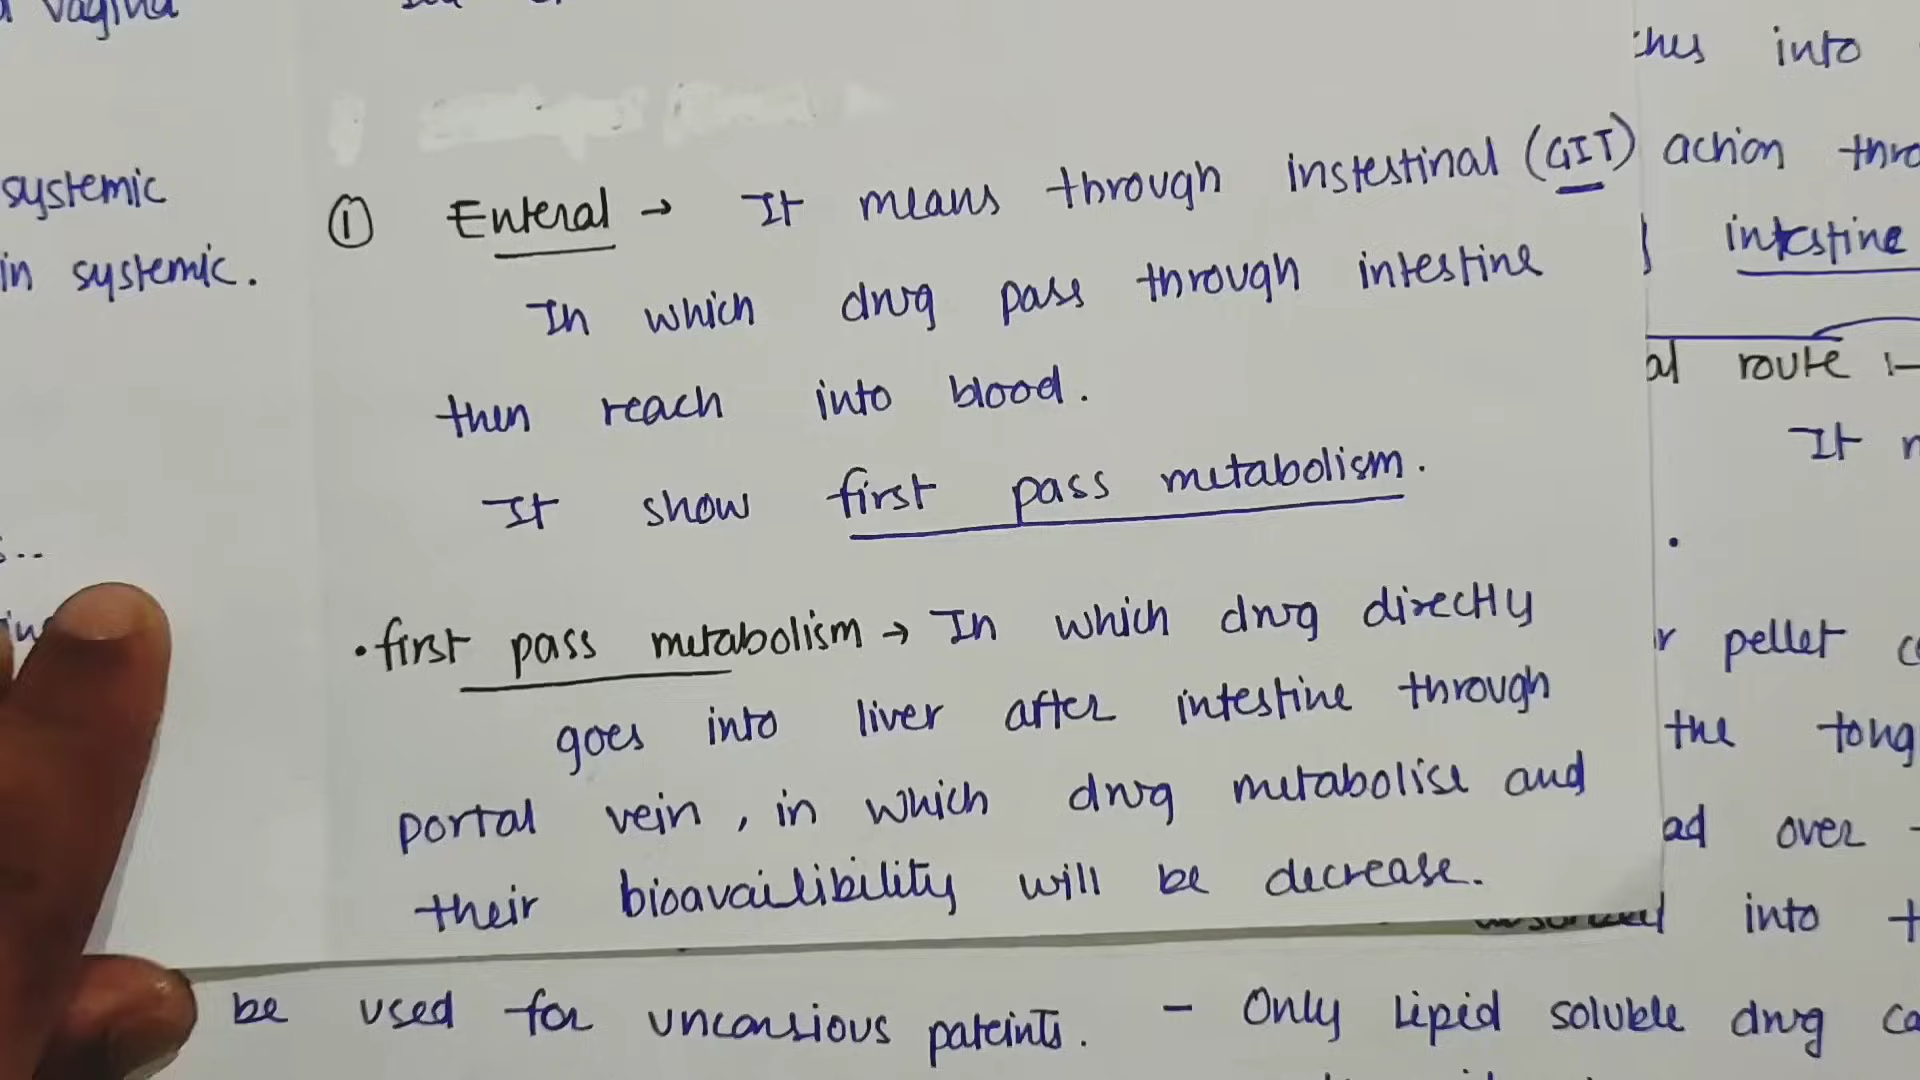 vagina
systemic
in systemic.
① Enteral → It means through instestinal (GIT)
In which drug pass through intestine
then reach into blood.
It show first pass metabolism.
• first pass metabolism → In which drug directly
goes into liver after intestine through
portal vein, in which drug metabolise and
their bioavailibility will be decrease.
be used for unconsious pateints. - Only Lipid soluble drug
into
action
intestine
route :-
It
pellet
the
over
into